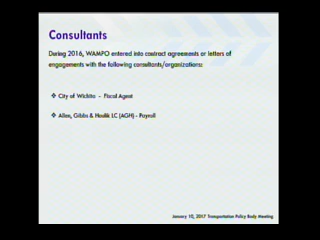 Consultants
During 2016, WAMPO entered into contract agreements or letters of
engagements with the following consultants/organizations:
❖ City of Wichita – Fiscal Agent
❖ Allen, Gibbs & Houlik LC (AGH) - Payroll
January 10, 2017 Transportation Policy Body Meeting